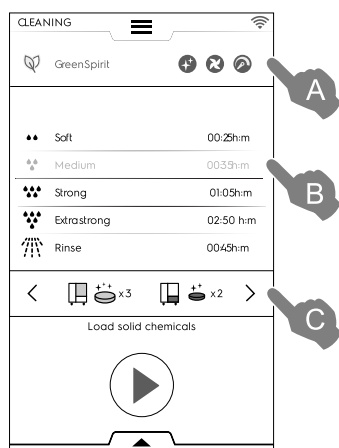 CLEANING
GreenSpirit
A
Soft 00:25h:m
Medium 00:35h:m
B
Strong 01:05h:m
Extrastrong 02:50 h:m
Rinse 00:45h:m
x3 x2
C
Load solid chemicals